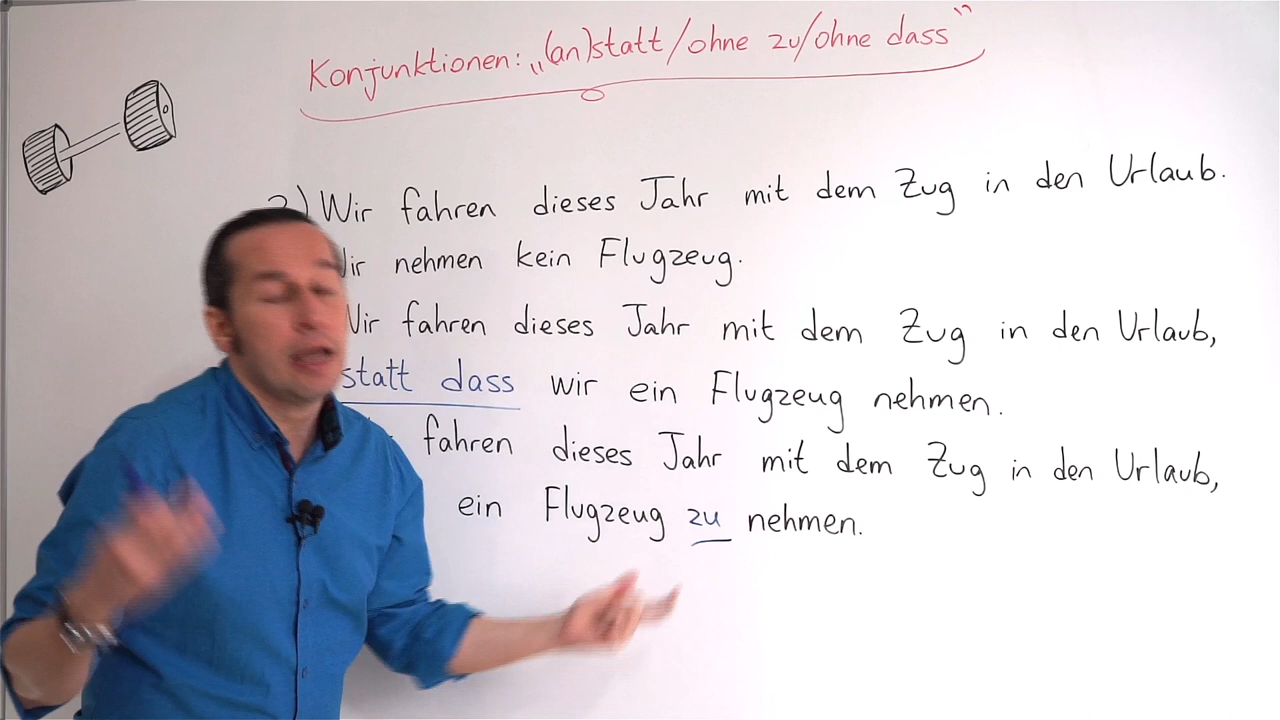 Konjunktionen: „(an)statt/ohne zu/ohne dass"
Wir fahren dieses Jahr mit dem Zug in den Urlaub.
nehmen kein Flugzeug.
fahren dieses Jahr mit dem Zug in den Urlaub,
statt dass wir ein Flugzeug nehmen.
fahren dieses Jahr mit dem Zug in den Urlaub,
ein Flugzeug zu nehmen.